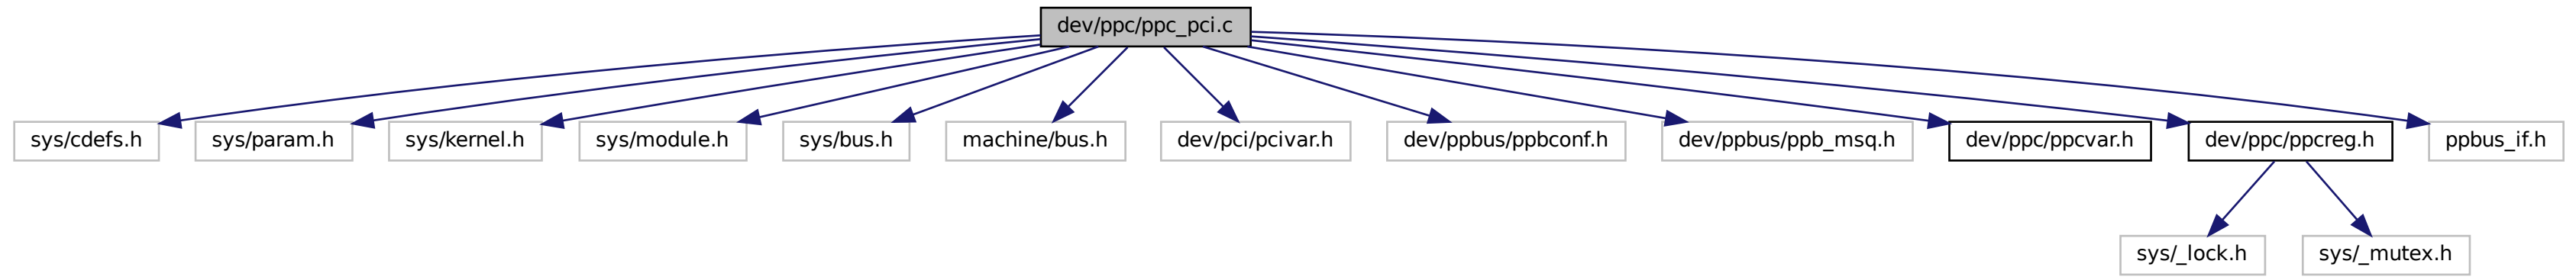 dev/ppc/ppc_pci.c
sys/cdefs.h
sys/param.h
sys/kernel.h
sys/module.h
sys/bus.h
machine/bus.h
dev/pci/pcivar.h
dev/ppbus/ppbconf.h
dev/ppbus/ppb_msq.h
dev/ppc/ppcvar.h
dev/ppc/ppcreg.h
ppbus_if.h
sys/_lock.h
sys/_mutex.h